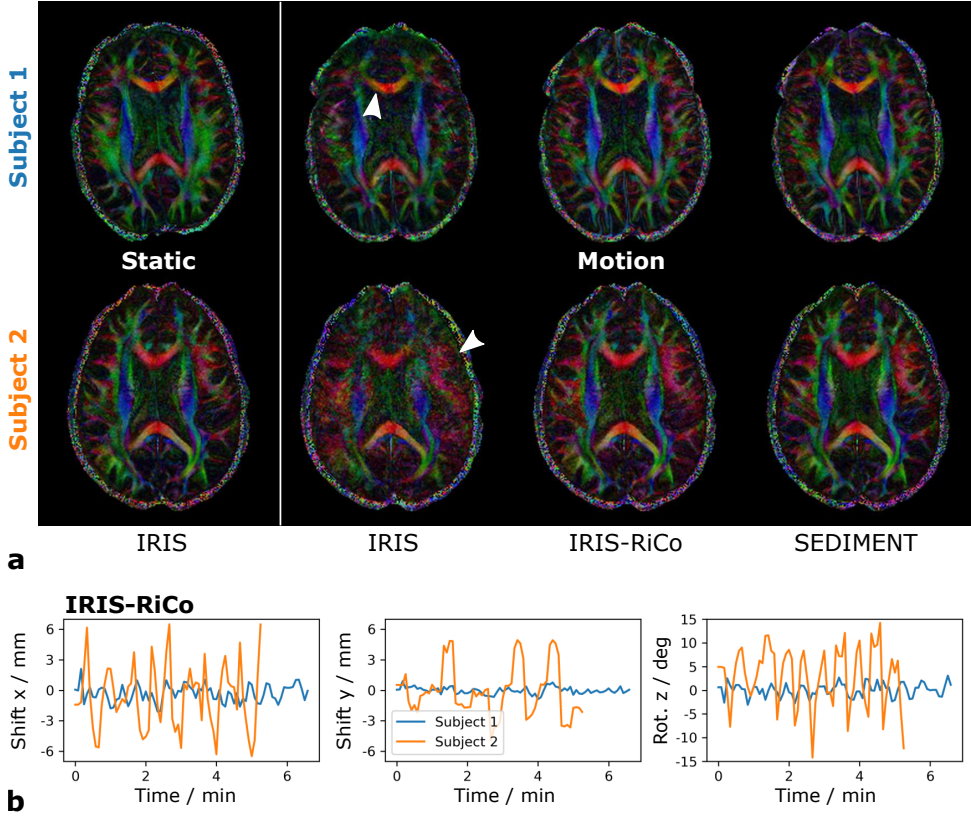 Subject 1
Static
Motion
Subject 2
IRIS
IRIS
IRIS-RiCo
SEDIMENT
a
IRIS-RiCo
Shift x / mm
6
3
0
-3
-6
0
2
4
6
Time / min
Shift y / mm
6
3
0
-3
-6
Subject 1
Subject 2
0
2
4
6
Time / min
Rot. z / deg
15
10
5
0
-5
-10
-15
0
2
4
6
Time / min
b